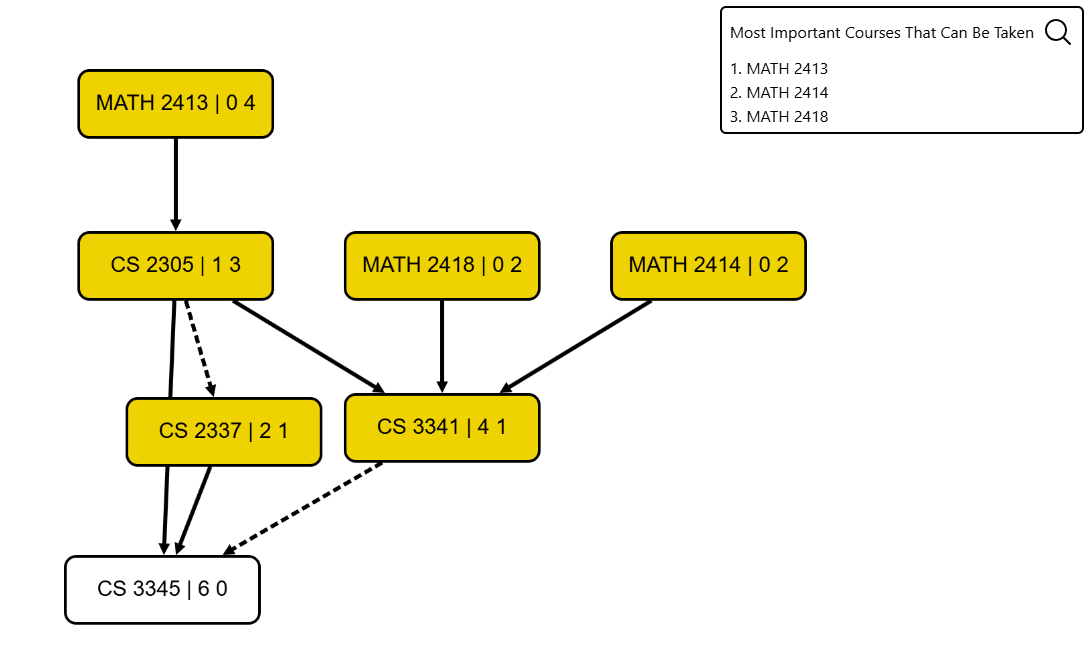 Most Important Courses That Can Be Taken
1. MATH 2413
2. MATH 2414
3. MATH 2418
MATH 2413 | 0 4
CS 2305 | 1 3
MATH 2418 | 0 2
MATH 2414 | 0 2
CS 2337 | 2 1
CS 3341 | 4 1
CS 3345 | 6 0